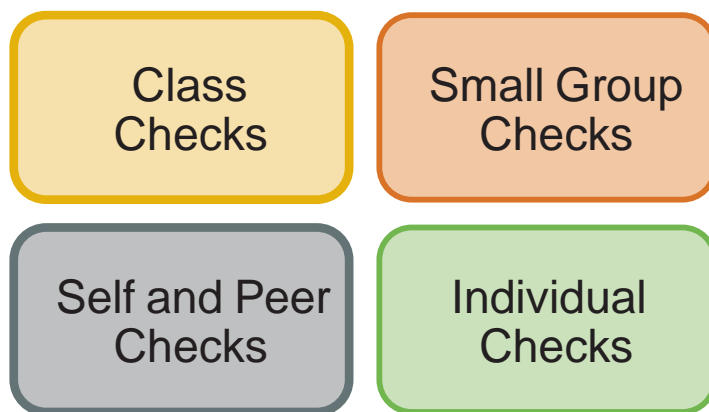 Class
Checks
Small Group
Checks
Self and Peer
Checks
Individual
Checks